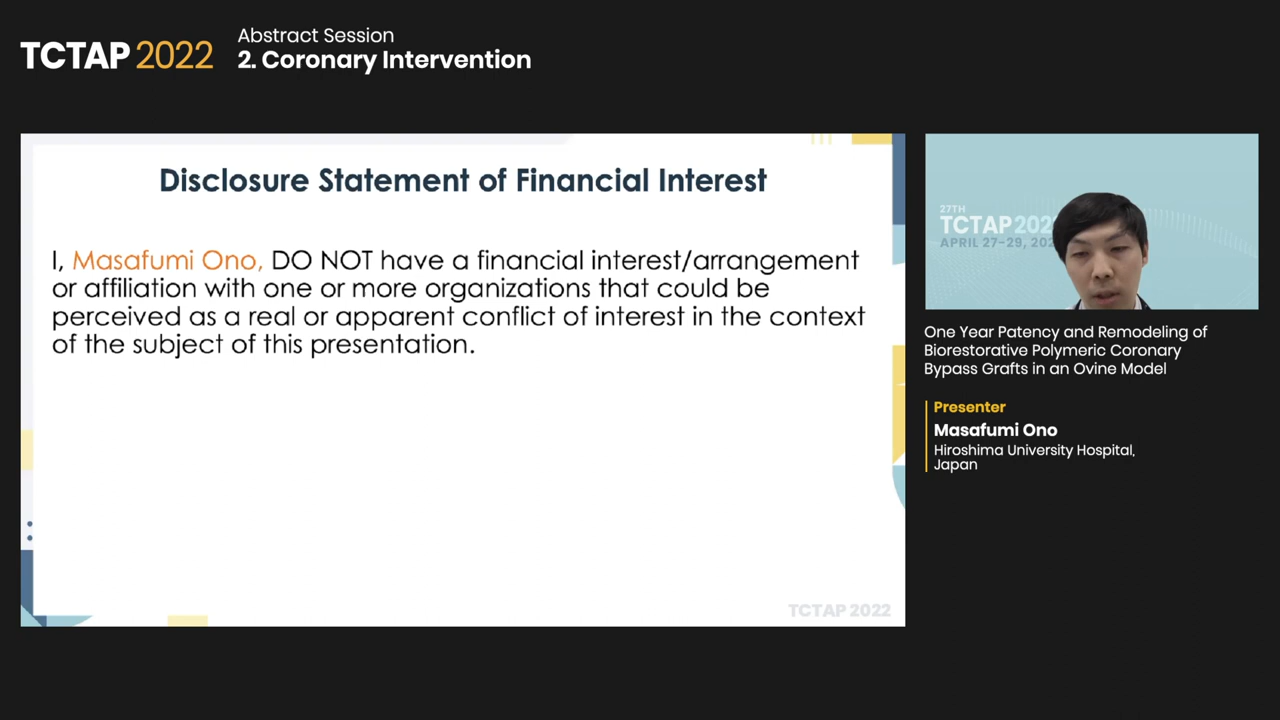 TCTAP 2022
Abstract Session
2. Coronary Intervention
Disclosure Statement of Financial Interest
I, Masafumi Ono, DO NOT have a financial interest/arrangement
or affiliation with one or more organizations that could be
perceived as a real or apparent conflict of interest in the context
of the subject of this presentation.
TCTAP 2022
27TH
TCTAP 202
APRIL 27-29, 202
One Year Patency and Remodeling of
Biorestorative Polymeric Coronary
Bypass Grafts in an Ovine Model
Presenter
Masafumi Ono
Hiroshima University Hospital,
Japan